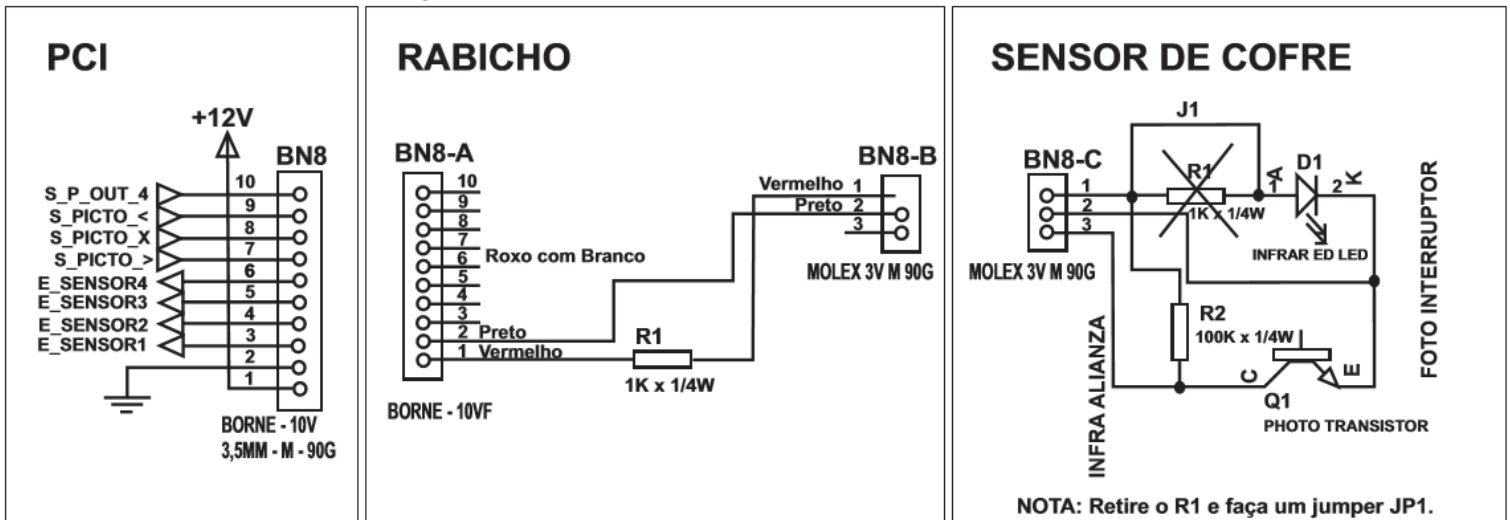 PCI
+12V
BN8
S_P_OUT_4
S_PICTO_<
S_PICTO_X
S_PICTO_>
E_SENSOR4
E_SENSOR3
E_SENSOR2
E_SENSOR1
10
9
8
7
6
5
4
3
2
1
BORNE - 10V
3,5MM - M - 90G
RABICHO
BN8-A
10
9
8
7
6
5
4
3
2
1
Roxo com Branco
Preto
Vermelho
BORNE - 10VF
R1
1K x 1/4W
BN8-B
Vermelho 1
Preto 2
3
MOLEX 3V M 90G
SENSOR DE COFRE
J1
BN8-C
1
2
3
MOLEX 3V M 90G
R1
1K x 1/4W
A
1
D1
2
K
INFRAR ED LED
R2
100K x 1/4W
C
E
Q1
PHOTO TRANSISTOR
INFRA ALIANZA
FOTO INTERRUPTOR
NOTA: Retire o R1 e faça um jumper JP1.